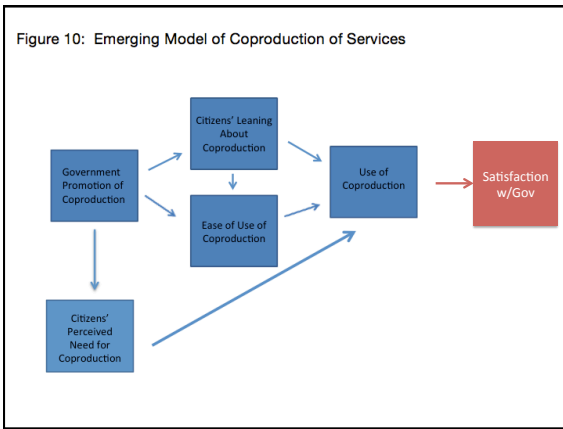 Figure 10:  Emerging Model of Coproduction of Services
Citizens' Leaning
About
Coproduction
Government
Promotion of
Coproduction
Use of
Coproduction
Satisfaction
w/Gov
Ease of Use of
Coproduction
Citizens'
Perceived
Need for
Coproduction